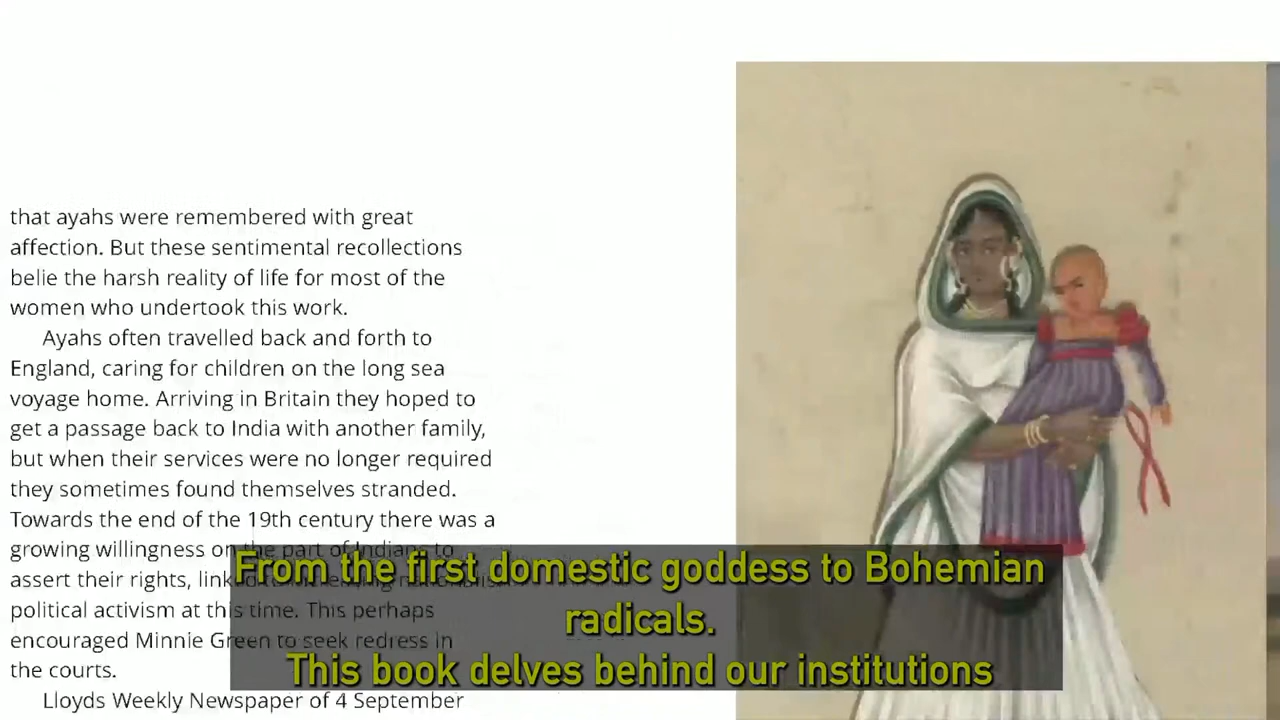 that ayahs were remembered with great
affection. But these sentimental recollections
belie the harsh reality of life for most of the
women who undertook this work.
Ayahs often travelled back and forth to
England, caring for children on the long sea
voyage home. Arriving in Britain they hoped to
get a passage back to India with another family,
but when their services were no longer required
they sometimes found themselves stranded.
Towards the end of the 19th century there was a
growing willingness on the part of Indians to
assert their rights,
political activism at this time. This perhaps
encouraged Minnie Green to seek redress in
the courts.
Lloyds Weekly Newspaper of 4 September
From the first domestic goddess to Bohemian
radicals.
This book delves behind our institutions